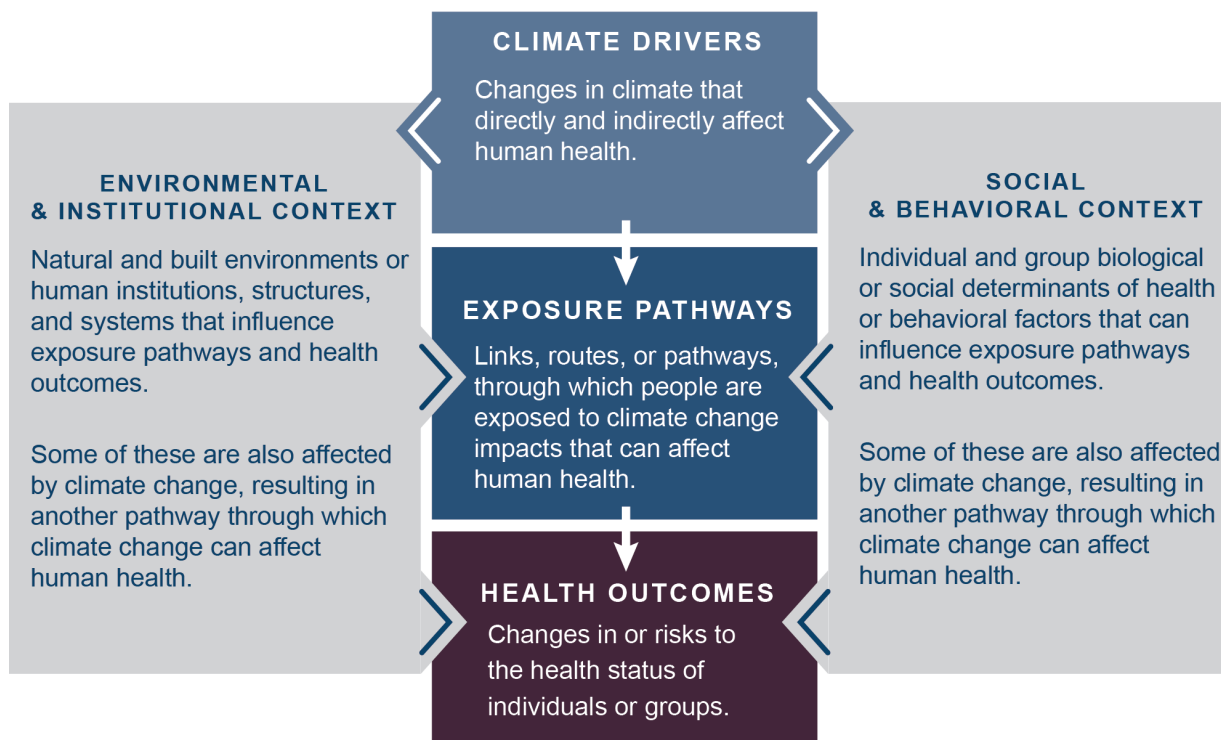 CLIMATE DRIVERS
Changes in climate that
directly and indirectly affect
human health.
ENVIRONMENTAL
& INSTITUTIONAL CONTEXT
Natural and built environments or
human institutions, structures,
and systems that influence
exposure pathways and health
outcomes.
Some of these are also affected
by climate change, resulting in
another pathway through which
climate change can affect
human health.
EXPOSURE PATHWAYS
Links, routes, or pathways,
through which people are
exposed to climate change
impacts that can affect
human health.
SOCIAL
& BEHAVIORAL CONTEXT
Individual and group biological
or social determinants of health
or behavioral factors that can
influence exposure pathways
and health outcomes.
Some of these are also affected
by climate change, resulting in
another pathway through which
climate change can affect
human health.
HEALTH OUTCOMES
Changes in or risks to
the health status of
individuals or groups.